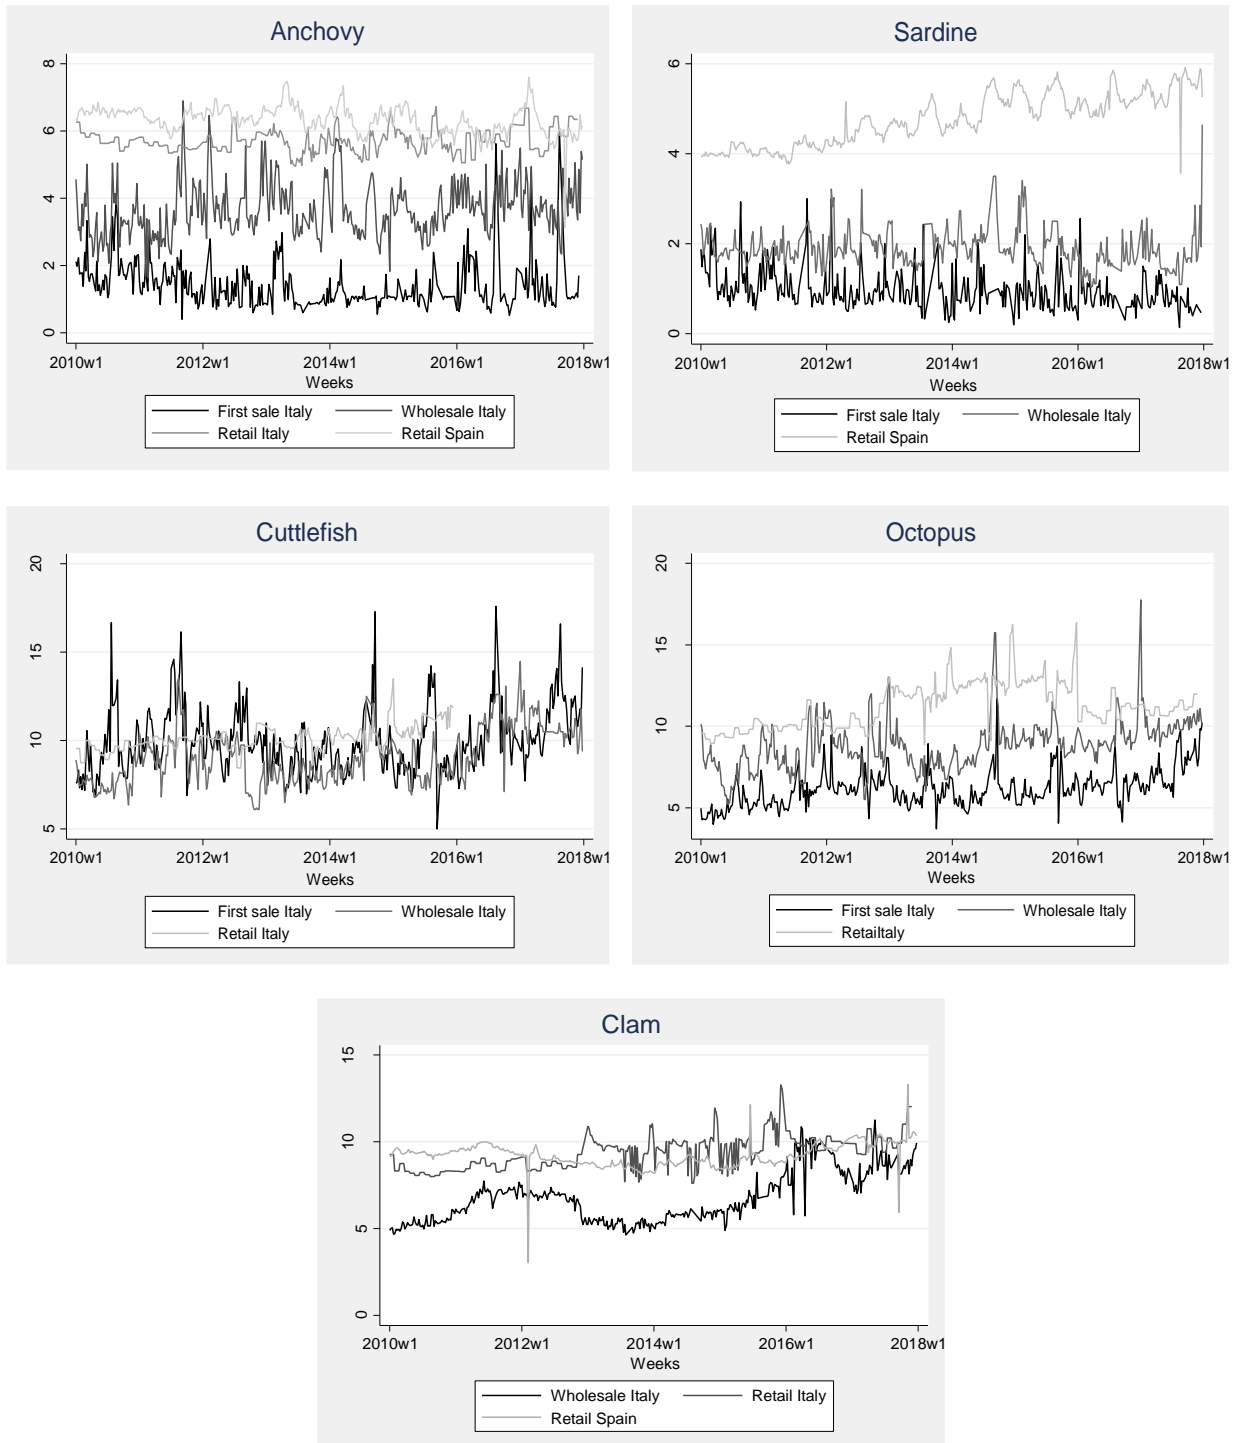 Anchovy
8
6
4
2
0
2010w1 2012w1 2014w1 2016w1 2018w1
Weeks
First sale Italy Wholesale Italy
Retail Italy Retail Spain
Sardine
6
4
2
0
2010w1 2012w1 2014w1 2016w1 2018w1
Weeks
First sale Italy Wholesale Italy
Retail Spain
Cuttlefish
20
15
10
5
2010w1 2012w1 2014w1 2016w1 2018w1
Weeks
First sale Italy Wholesale Italy
Retail Italy
Octopus
20
15
10
5
2010w1 2012w1 2014w1 2016w1 2018w1
Weeks
First sale Italy Wholesale Italy
RetailItaly
Clam
15
10
5
0
2010w1 2012w1 2014w1 2016w1 2018w1
Weeks
Wholesale Italy Retail Italy
Retail Spain